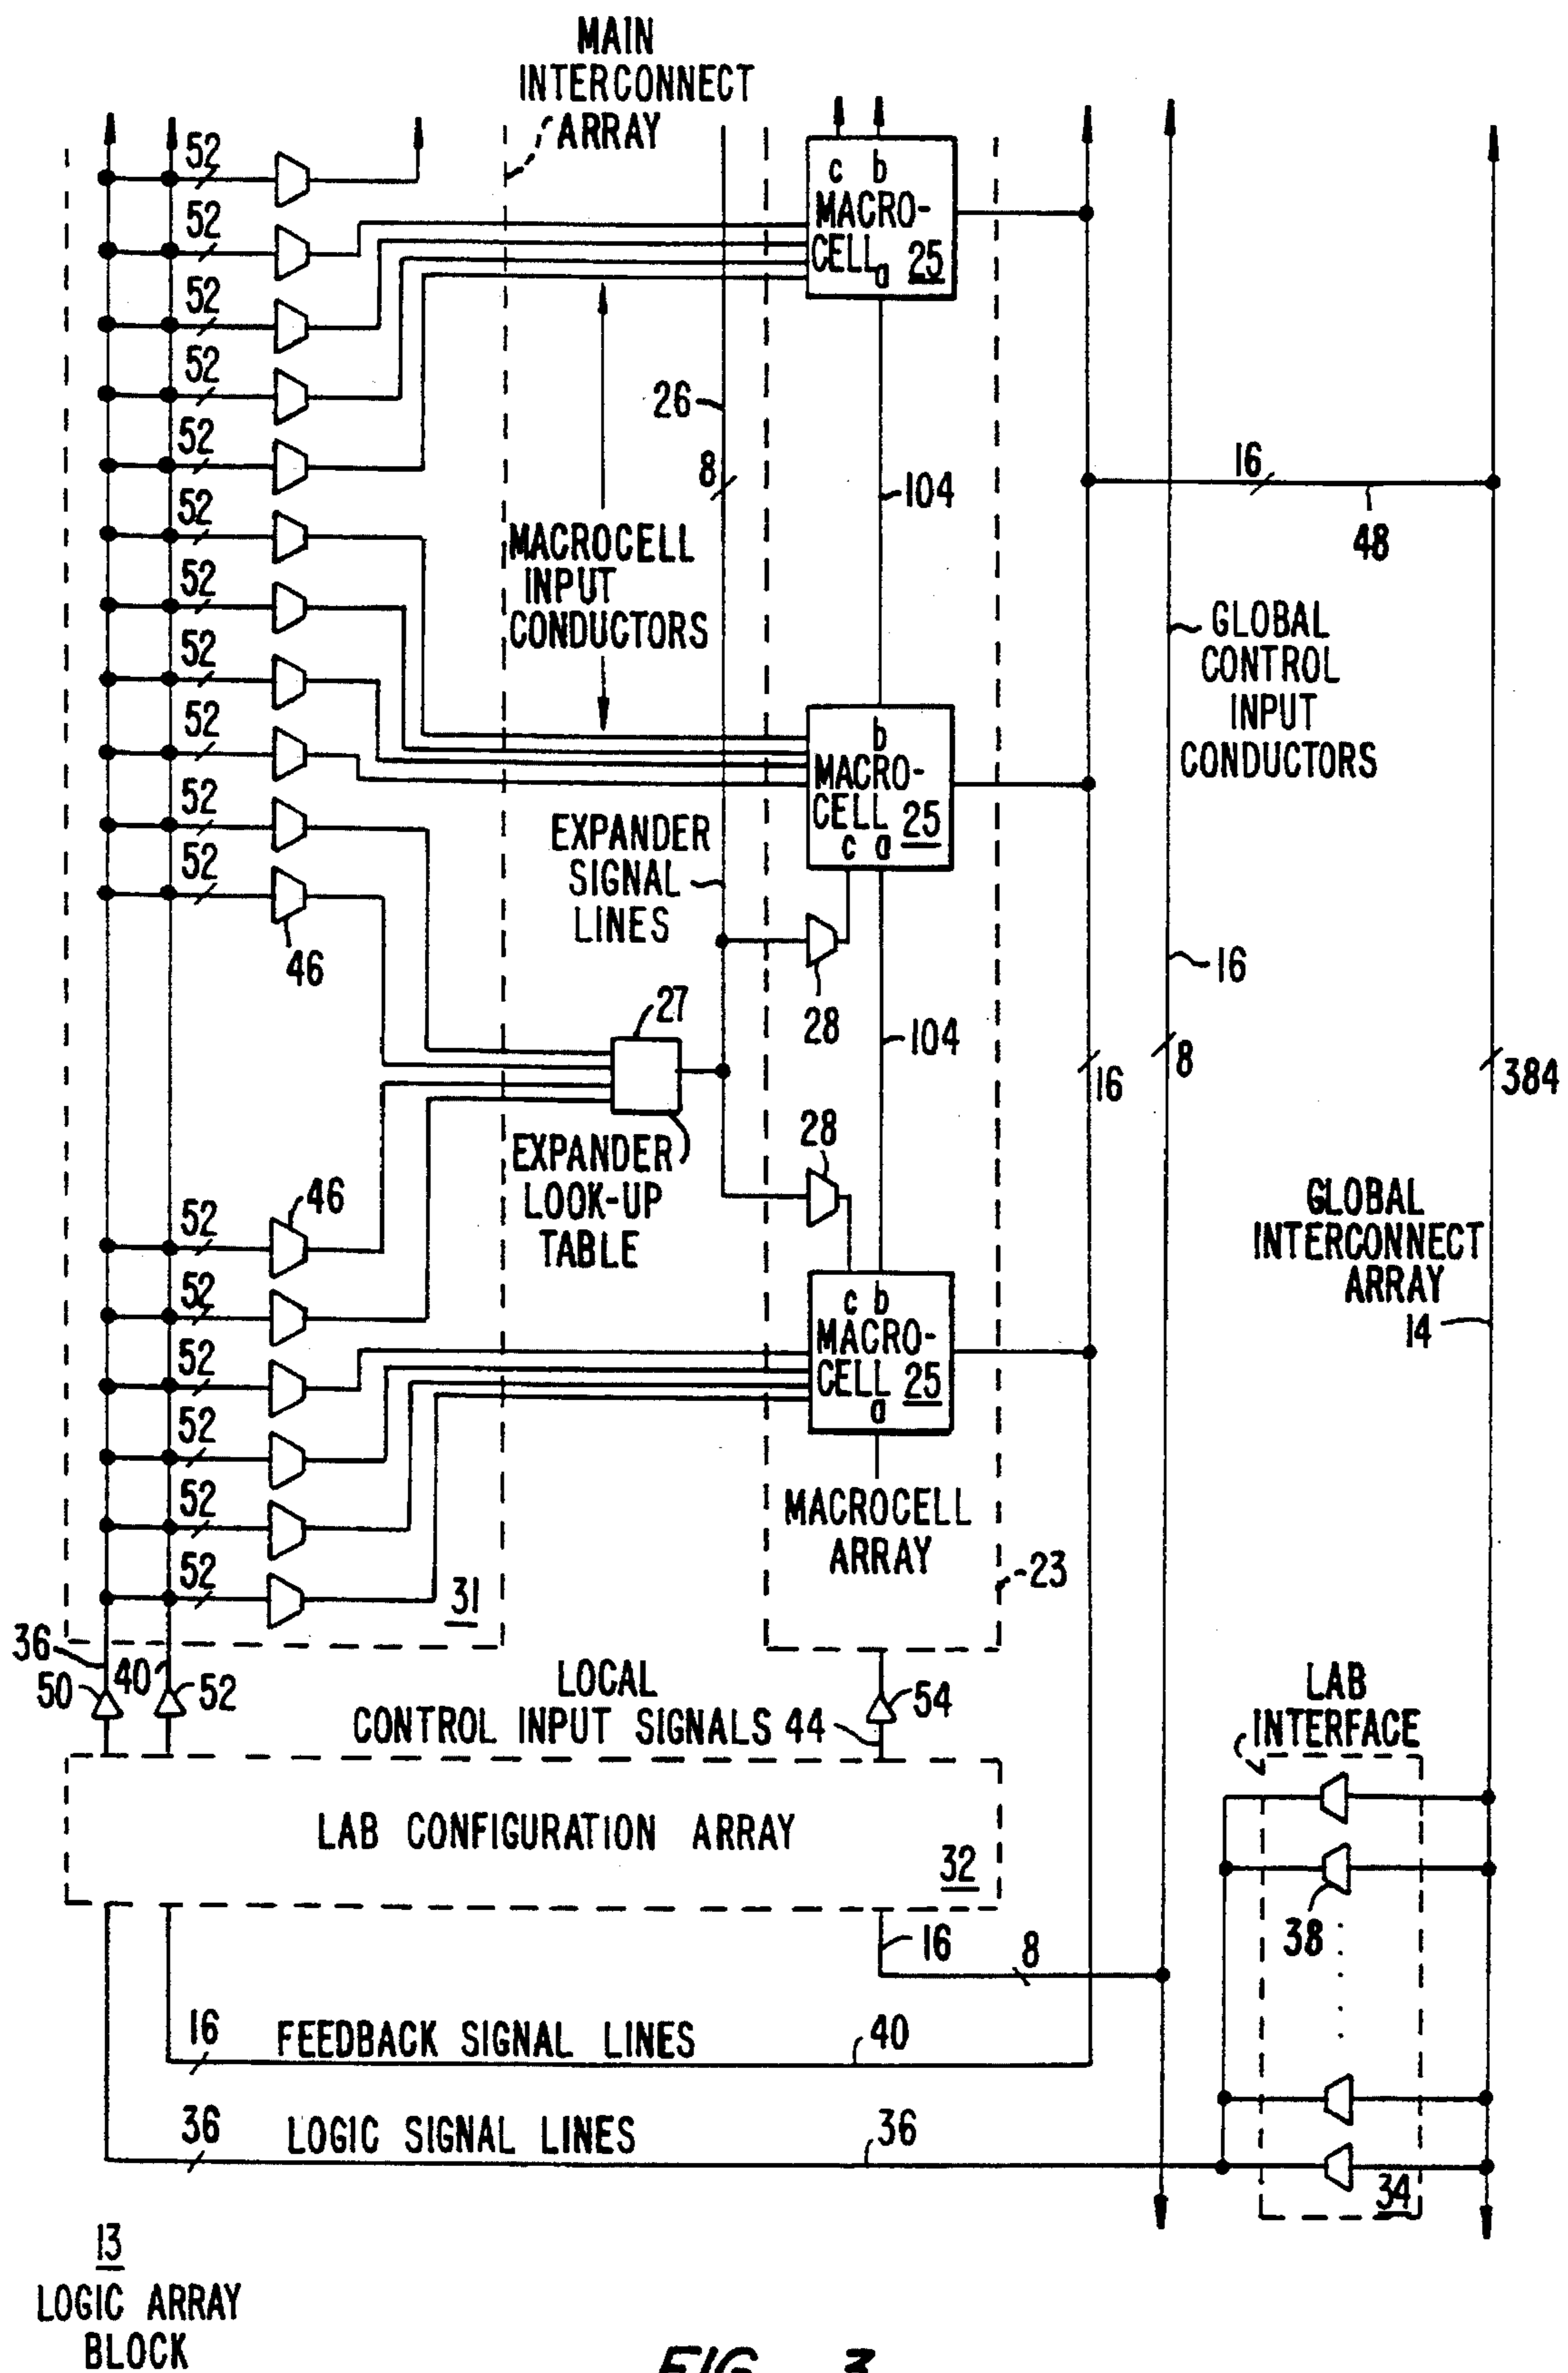 MAIN
INTERCONNECT
ARRAY
52
52
52
52
52
52
52
52
52
52
52
46
46
52
52
52
52
52
52
31
c b
MACRO-
CELL 25
a
26
8
104
MACROCELL
INPUT
CONDUCTORS
16
48
GLOBAL
CONTROL
INPUT
CONDUCTORS
b
MACRO-
CELL 25
c a
EXPANDER
SIGNAL
LINES
28
16
27
104
16
8
384
28
EXPANDER
LOOK-UP
TABLE
GLOBAL
INTERCONNECT
ARRAY
14
c b
MACRO-
CELL 25
a
MACROCELL
ARRAY
23
36
50
40
52
LOCAL
CONTROL INPUT SIGNALS 44
54
LAB
INTERFACE
LAB CONFIGURATION ARRAY
32
38
16
8
16
FEEDBACK SIGNAL LINES
40
36
LOGIC SIGNAL LINES
36
34
13
LOGIC ARRAY
BLOCK
FIG. 3